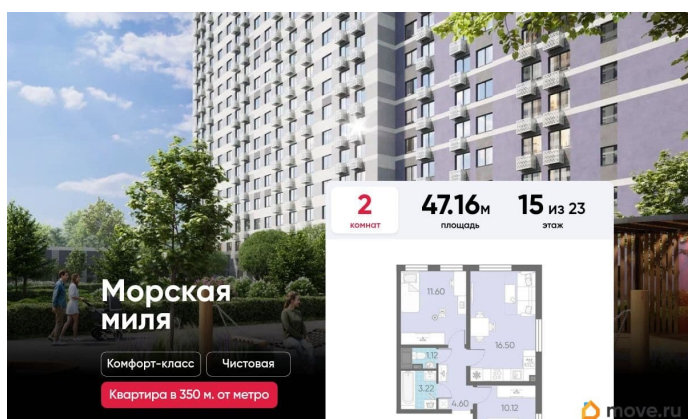 2
комнат
47.16м
площадь
15 из 23
этаж
Морская
миля
Комфорт-класс
Чистовая
Квартира в 350 м. от метро
11.60
16.50
1.12
3.22
4.60
10.12
move.ru